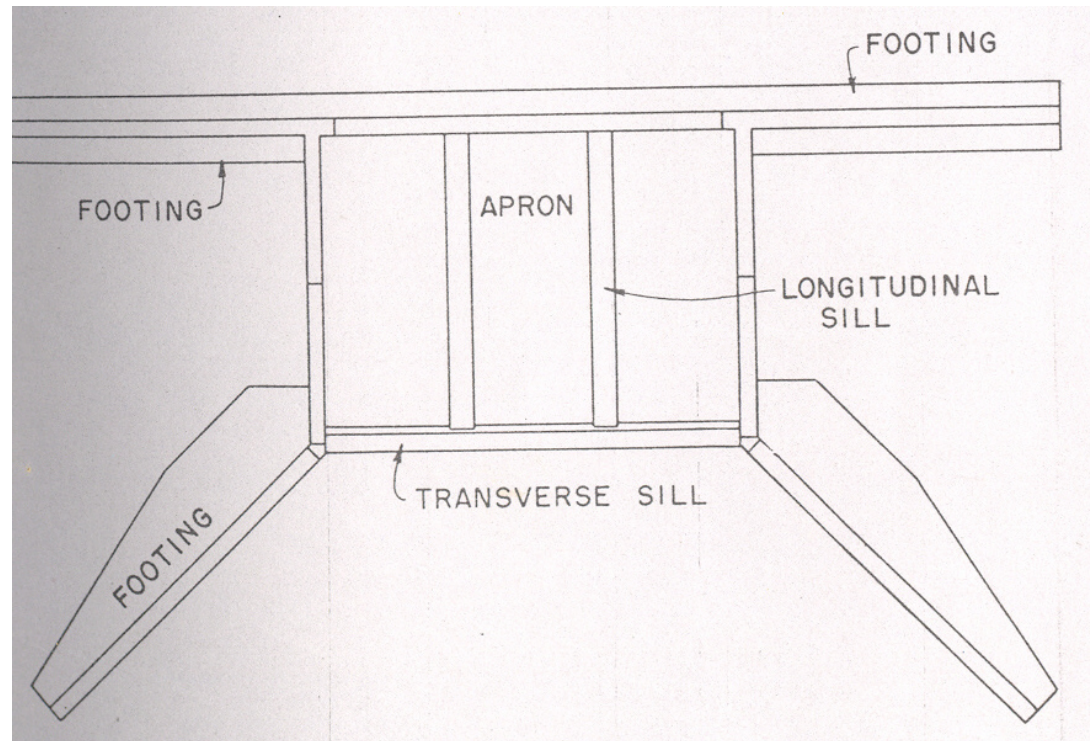 FOOTING
FOOTING
APRON
LONGITUDINAL
SILL
TRANSVERSE SILL
FOOTING